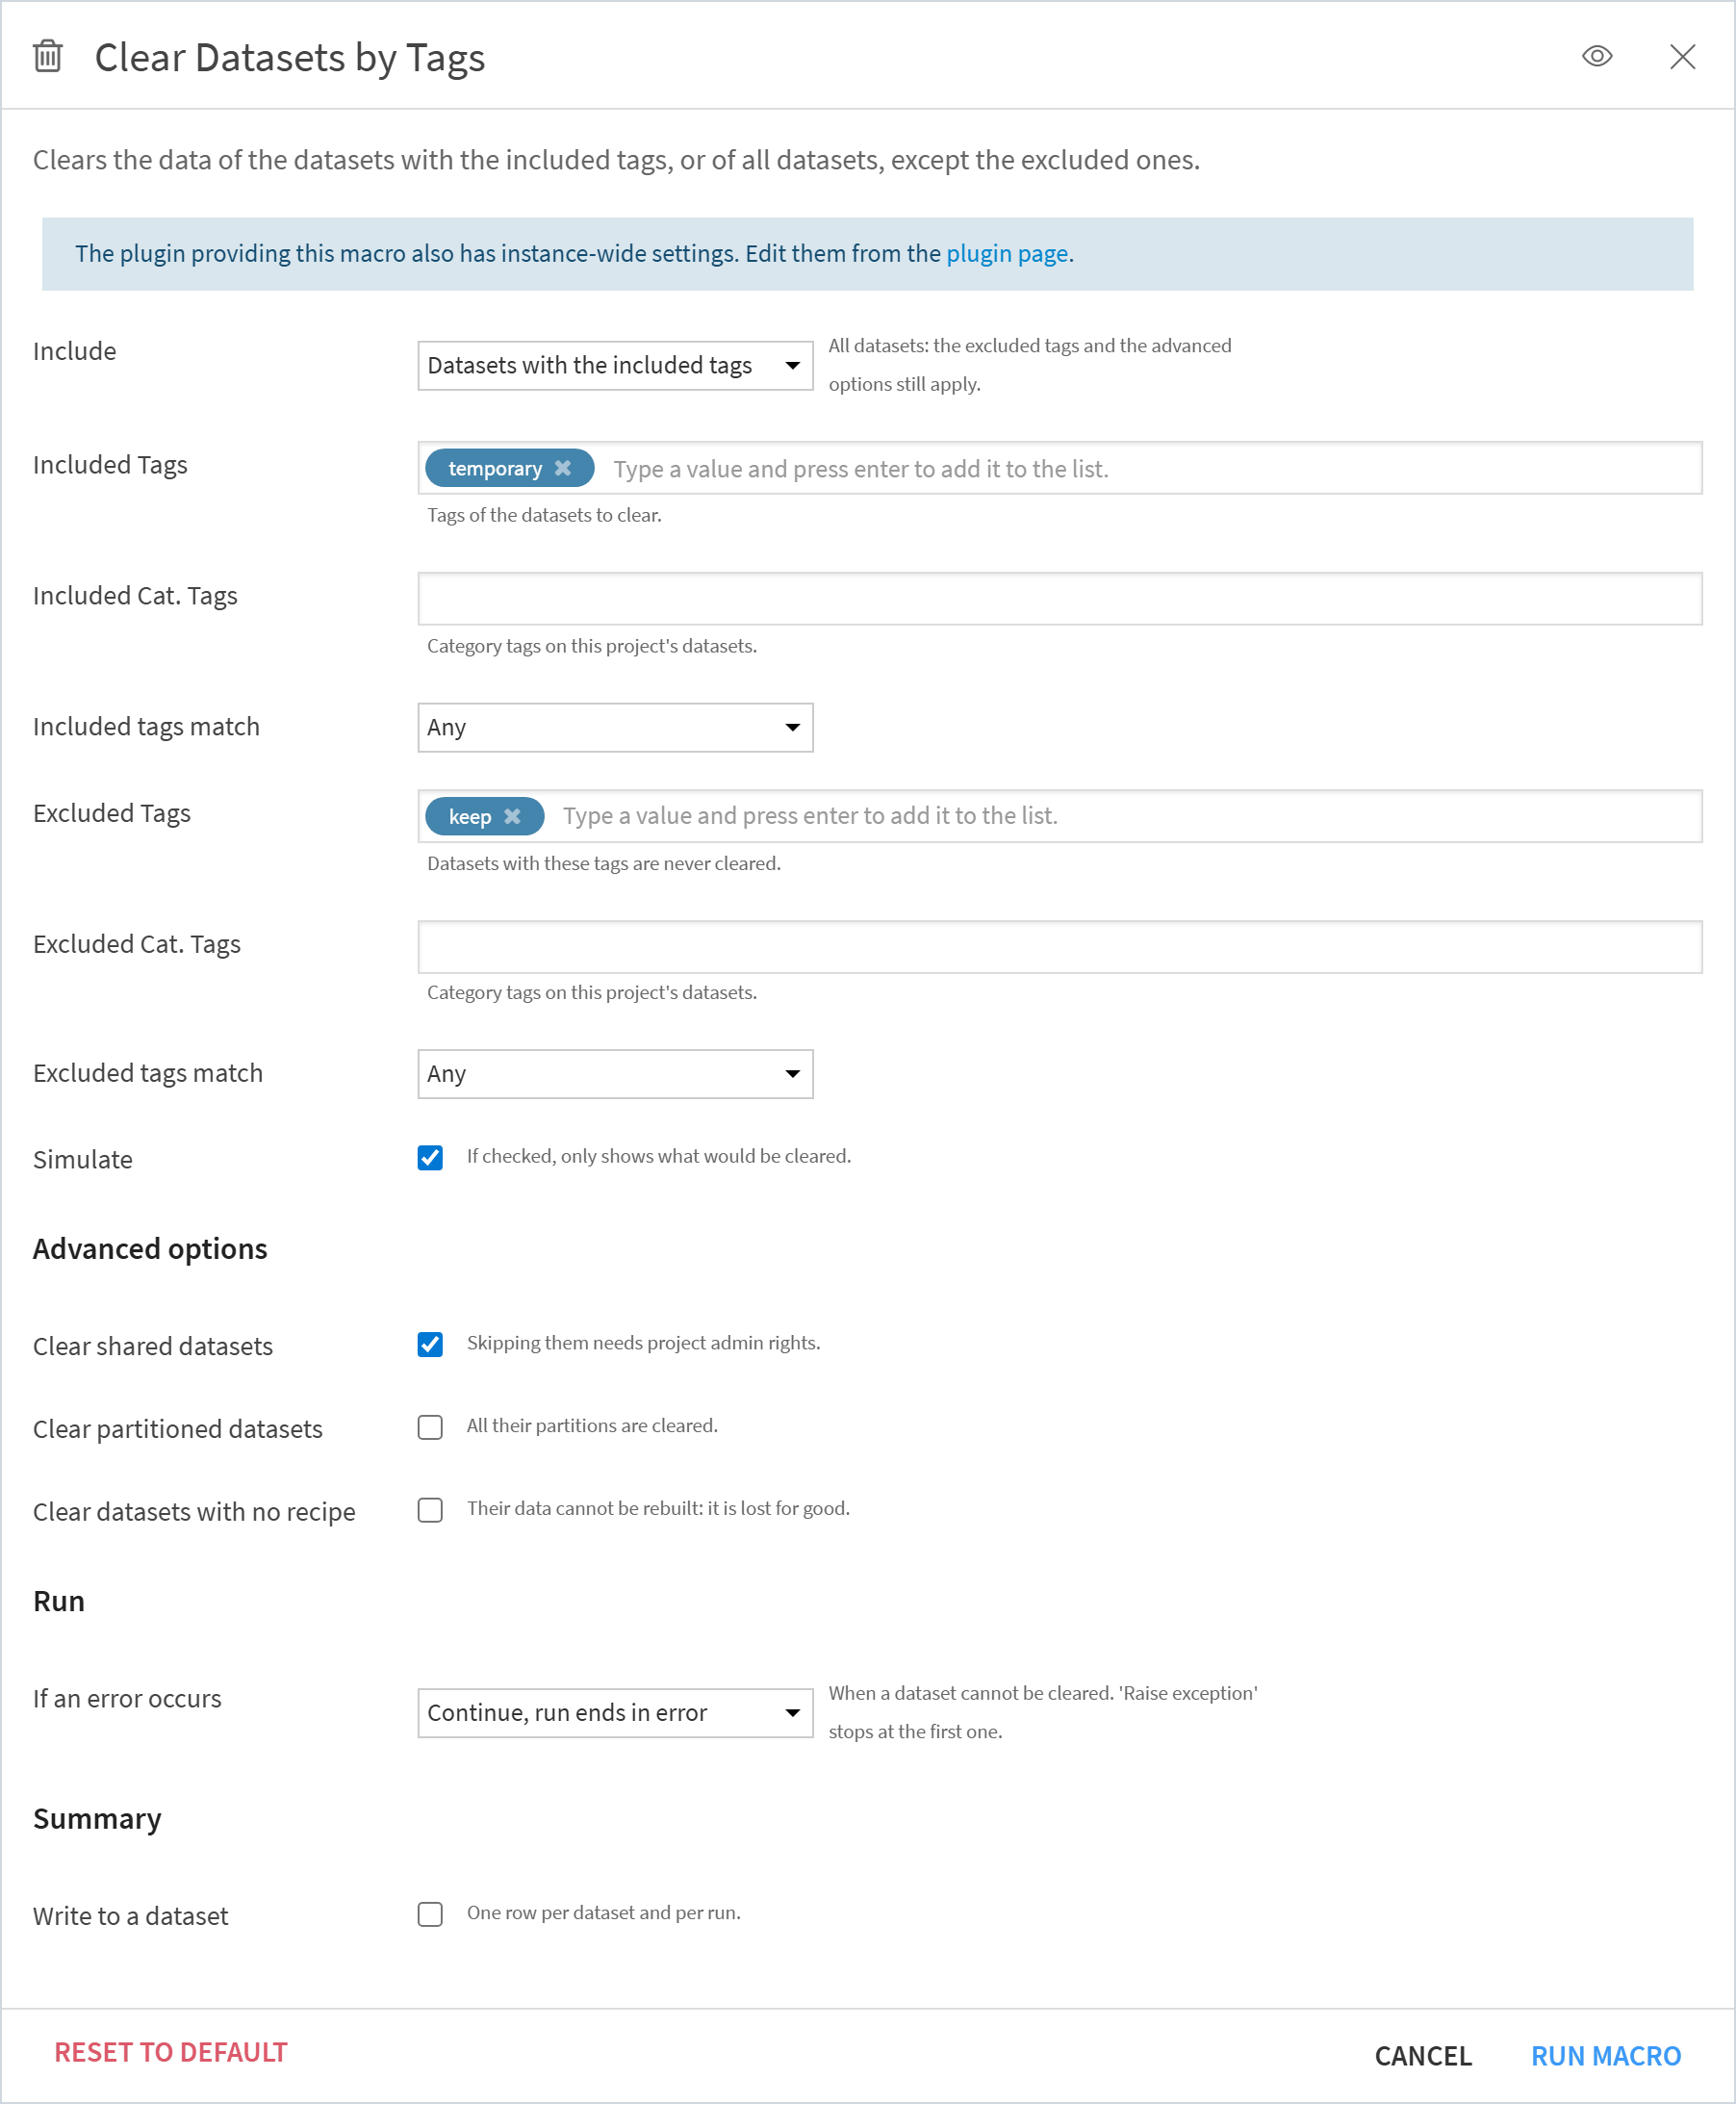 Clear Datasets by Tags
Clears the data of the datasets with the included tags, or of all datasets, except the excluded ones.
The plugin providing this macro also has instance-wide settings. Edit them from the plugin page.
Include
Datasets with the included tags
All datasets: the excluded tags and the advanced
options still apply.
Included Tags
temporary
Type a value and press enter to add it to the list.
Tags of the datasets to clear.
Included Cat. Tags
Category tags on this project's datasets.
Included tags match
Any
Excluded Tags
keep
Type a value and press enter to add it to the list.
Datasets with these tags are never cleared.
Excluded Cat. Tags
Category tags on this project's datasets.
Excluded tags match
Any
Simulate
If checked, only shows what would be cleared.
Advanced options
Clear shared datasets
Skipping them needs project admin rights.
Clear partitioned datasets
All their partitions are cleared.
Clear datasets with no recipe
Their data cannot be rebuilt: it is lost for good.
Run
If an error occurs
Continue, run ends in error
When a dataset cannot be cleared. 'Raise exception'
stops at the first one.
Summary
Write to a dataset
One row per dataset and per run.
RESET TO DEFAULT
CANCEL
RUN MACRO